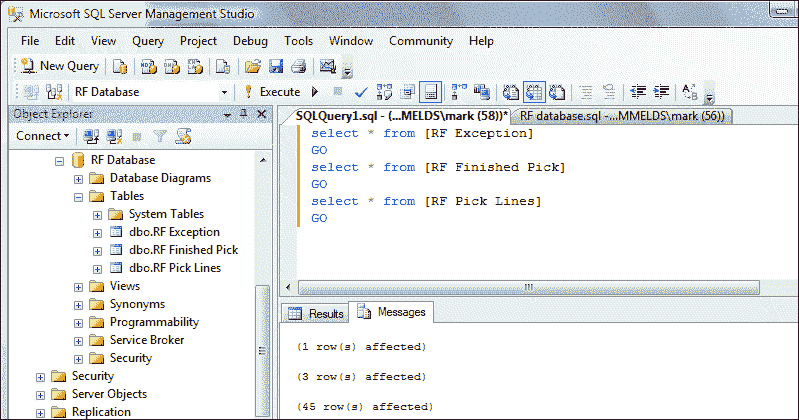 Microsoft SQL Server Management Studio
File Edit View Query Project Debug Tools Window Community Help
New Query
RF Database Execute
Object Explorer
Connect
RF Database
Database Diagrams
Tables
System Tables
dbo.RF Exception
dbo.RF Finished Pick
dbo.RF Pick Lines
Views
Synonyms
Programmability
Service Broker
Security
Security
Server Objects
Replication
SQLQuery1.sql - (...MELDS\mark (58))* RF database.sql -...MMELDS\mark (56))
select * from [RF Exception]
GO
select * from [RF Finished Pick]
GO
select * from [RF Pick Lines]
GO
Results Messages
(1 row(s) affected)
(3 row(s) affected)
(45 row(s) affected)